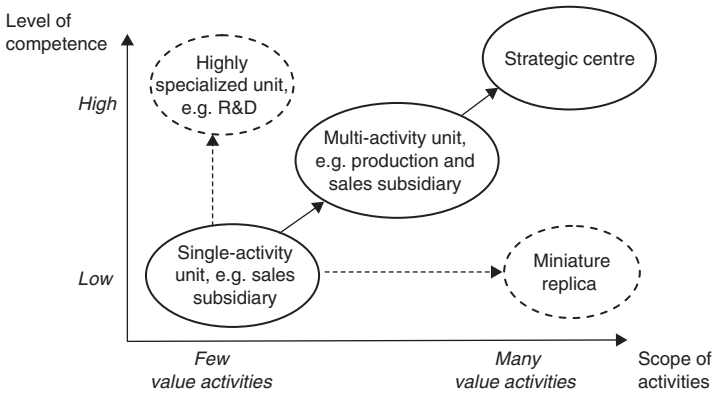 Level of
competence
High
Low
Highly
specialized unit,
e.g. R&D
Strategic centre
Multi-activity unit,
e.g. production and
sales subsidiary
Single-activity
unit, e.g. sales
subsidiary
Miniature
replica
Few
value activities
Many
value activities
Scope of
activities